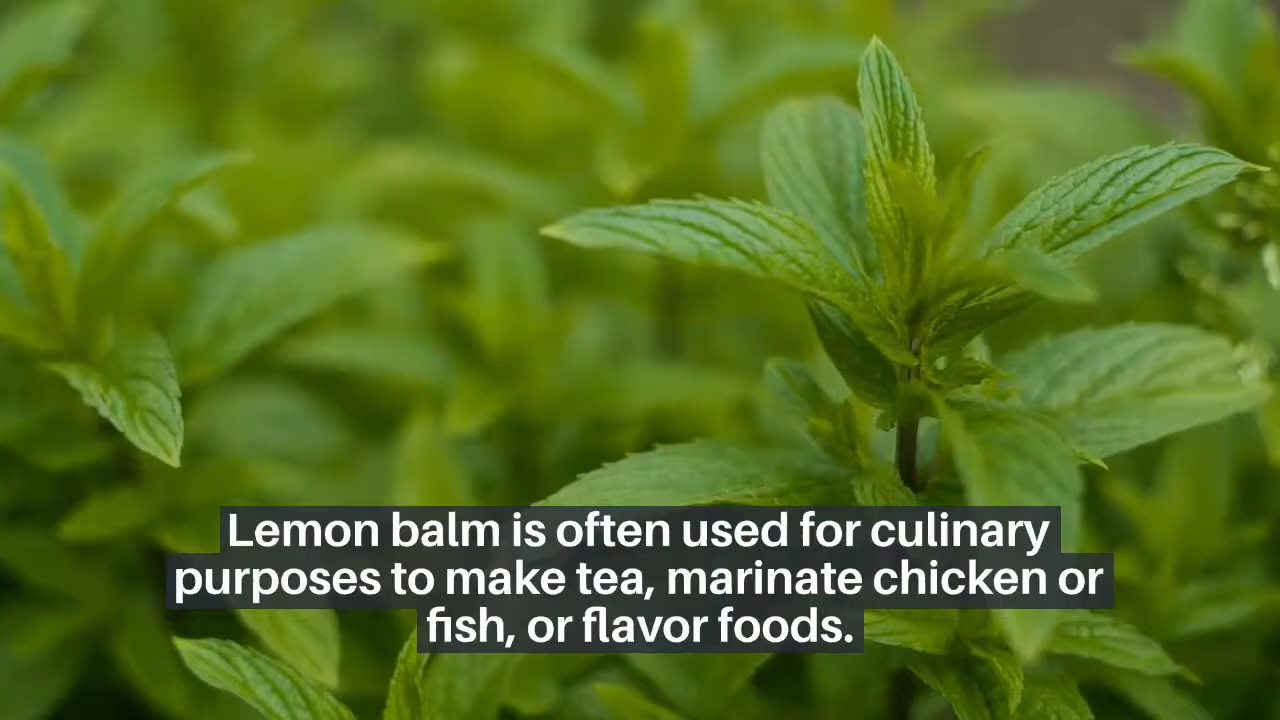 Lemon balm is often used for culinary
purposes to make tea, marinate chicken or
fish, or flavor foods.